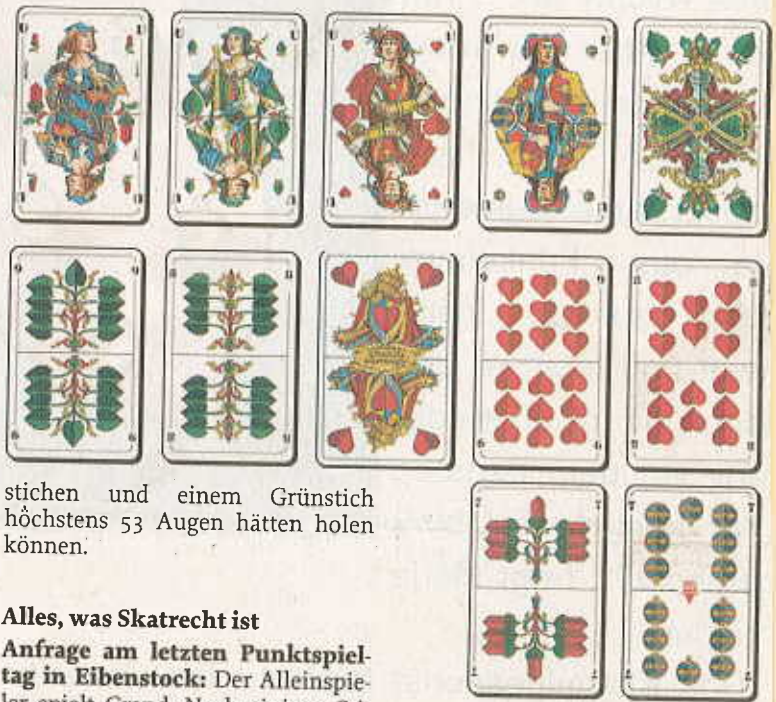 stichen und einem Grünstich
höchstens 53 Augen hätten holen
können.
Alles, was Skatrecht ist
Anfrage am letzten Punktspiel-
tag in Eibenstock: Der Alleinspie-